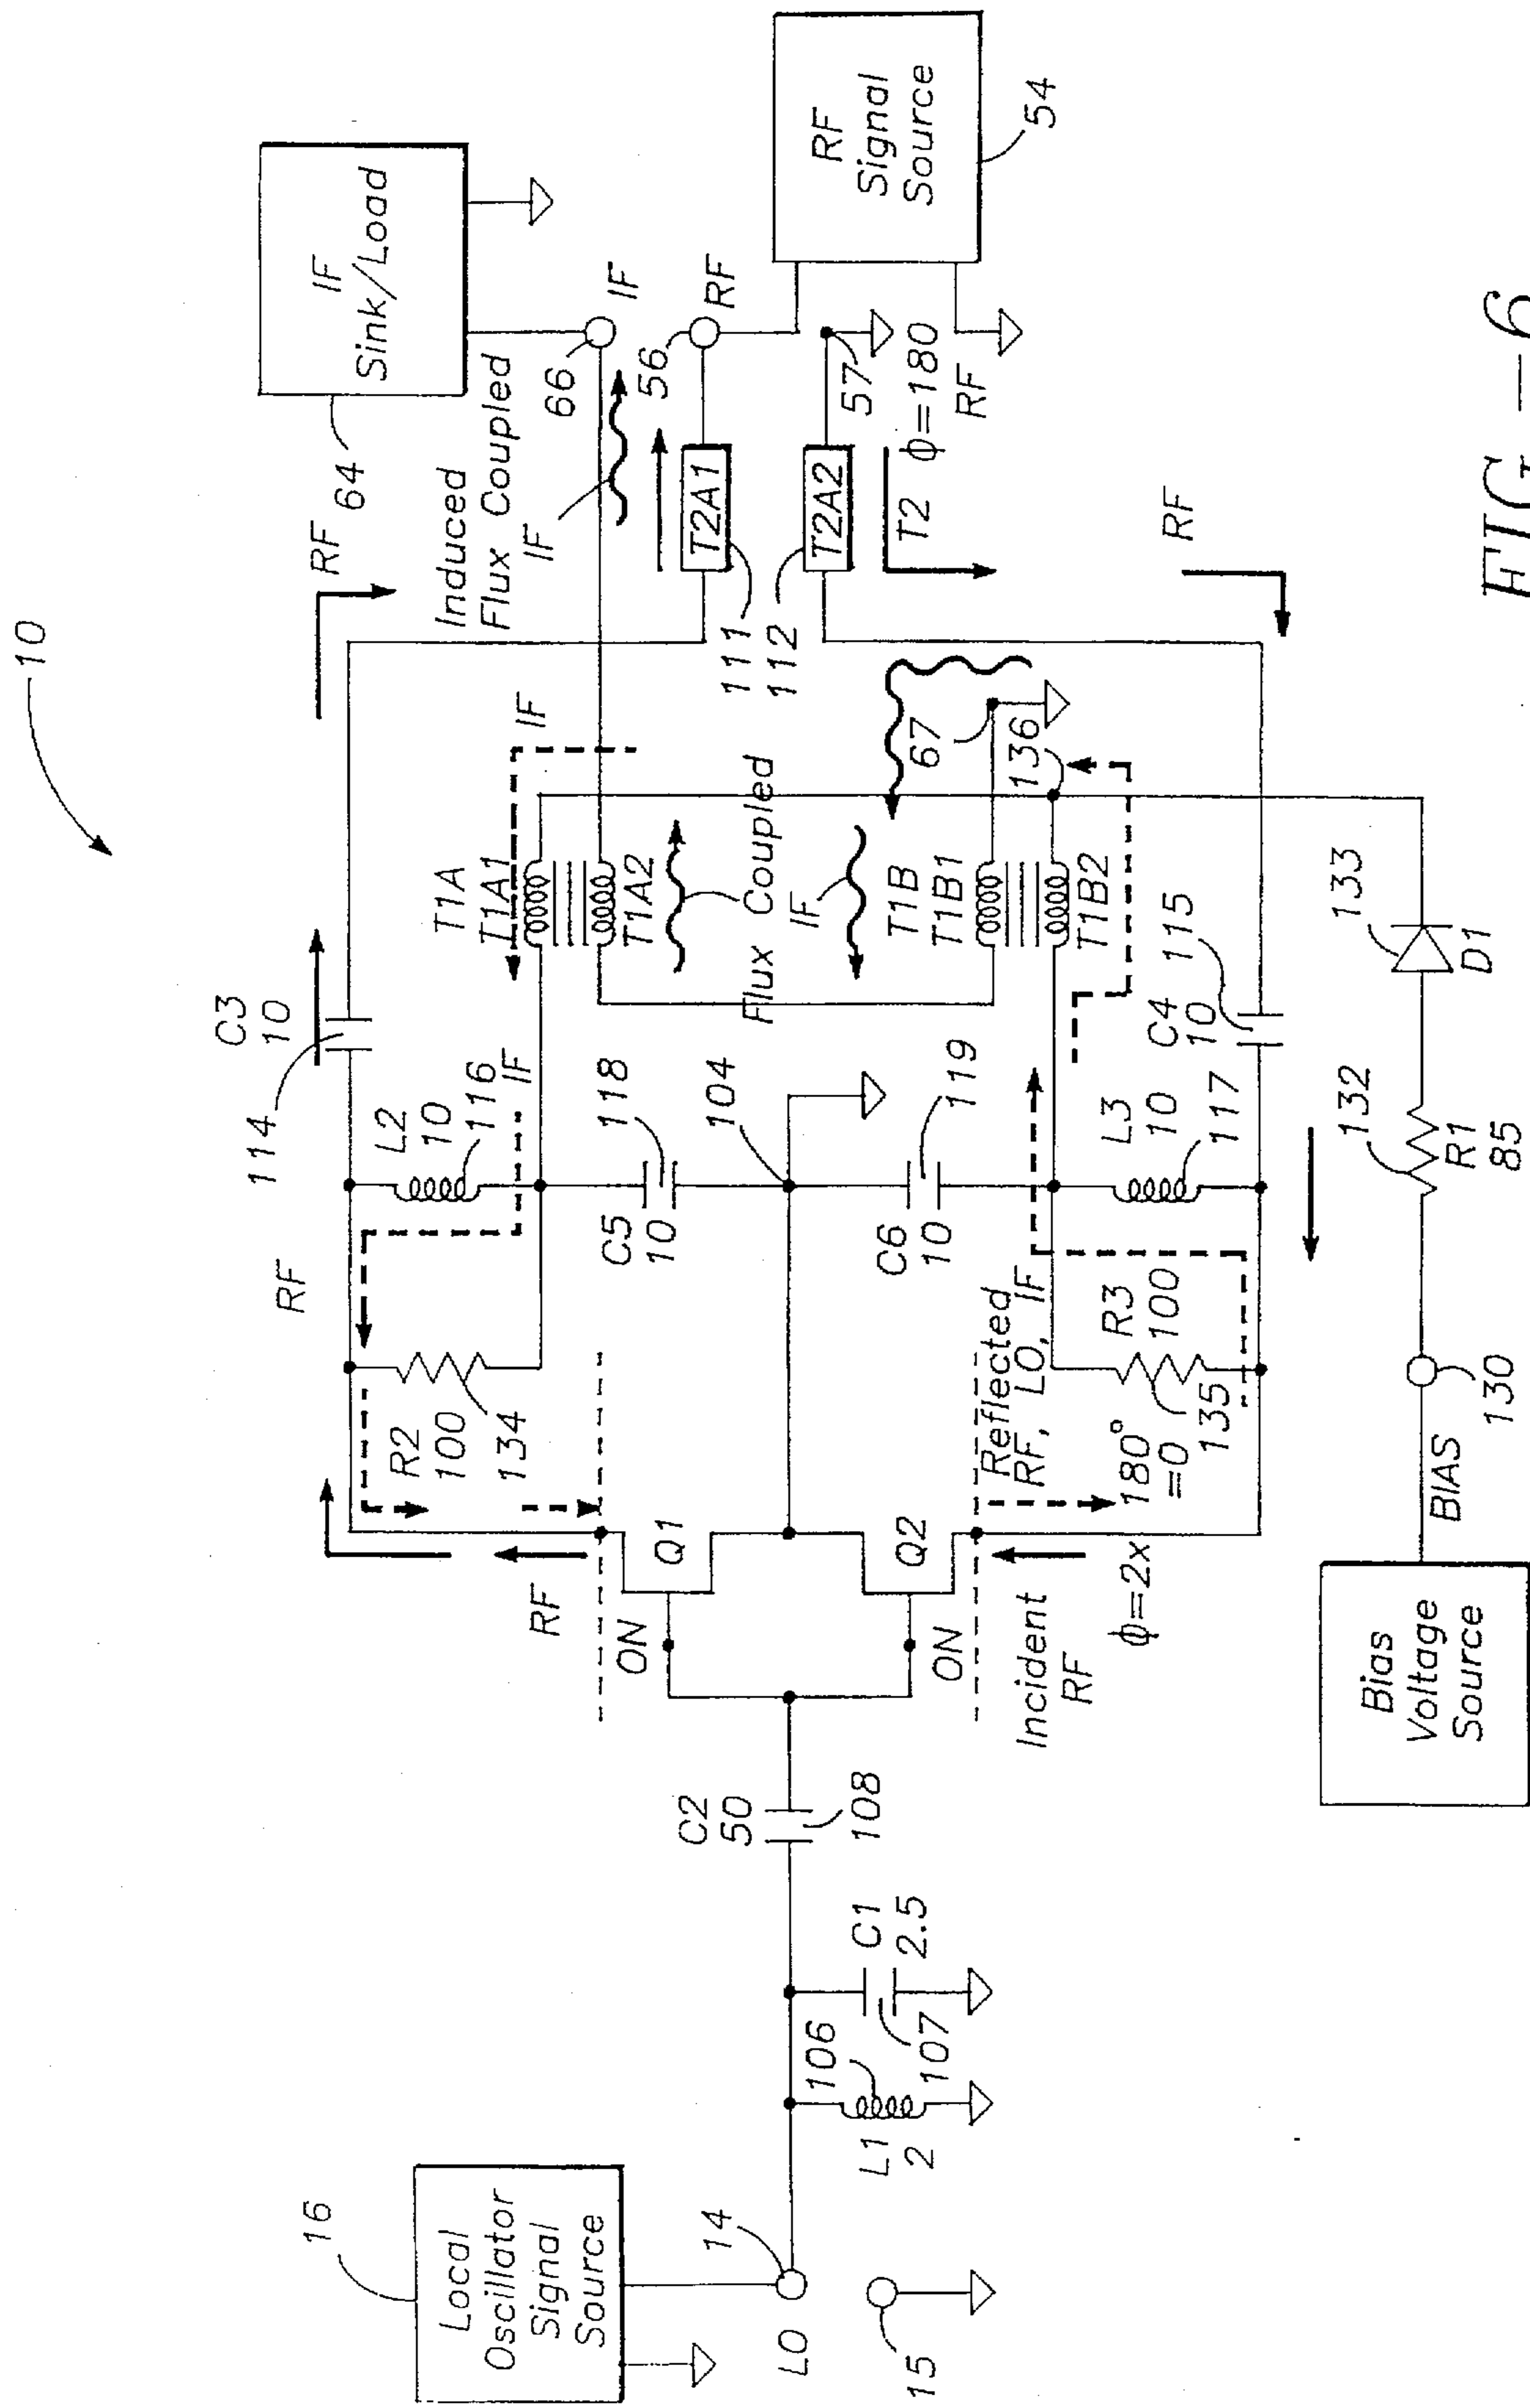 10
16
Local
Oscillator
Signal
Source
14
LO
15
106
L1
2
107
C1
2.5
C2
50
108
RF
RF
R2
100
134
ON
Q1
ON
Q2
Incident
RF
ϕ=2x 180°
=0
Reflected
RF, LO, IF
R3
100
135
114
C3
10
L2
10
116
IF
C5
10
118
104
C6
10
119
L3
10
117
C4
10
115
T1A
T1A1
IF
T1A2
Flux Coupled
IF
T1B
T1B1
T1B2
67
136
RF
64
IF
Sink/Load
Induced
Flux Coupled
IF
66
IF
56
RF
T2A1
T2A2
111
112
57
T2
ϕ=180
RF
RF
RF
Signal
Source
54
Bias
Voltage
Source
BIAS
130
132
R1
85
133
D1
FIG.-6